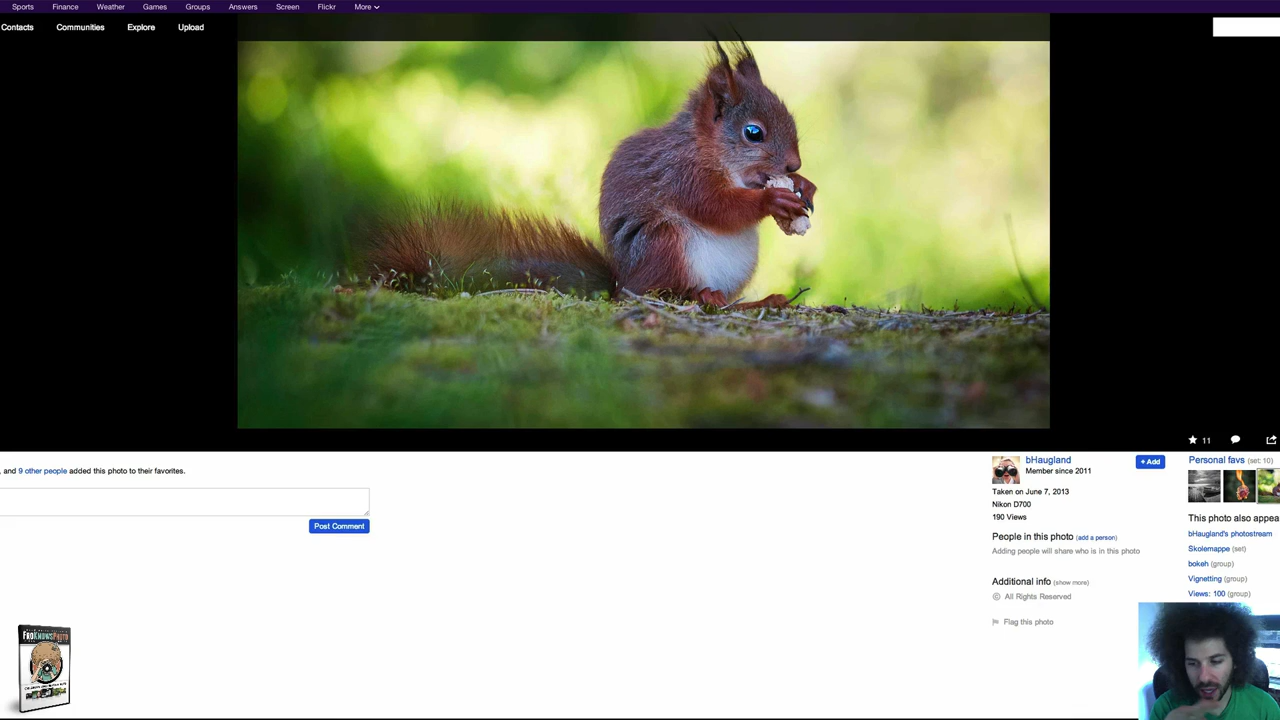 Sports Finance Weather Games Groups Answers Screen Flickr More
Contacts Communities Explore Upload
11
, and 9 other people added this photo to their favorites.
Post Comment
bHaugland
Member since 2011
+ Add
Taken on June 7, 2013
Nikon D700
190 Views
People in this photo (add a person)
Adding people will share who is in this photo
Additional info (show more)
© All Rights Reserved
Flag this photo
Personal favs (set: 10)
This photo also appea
bHaugland's photostream
Skolemappe (set)
bokeh (group)
Vignetting (group)
Views: 100 (group)
FROKNOWSPHOTO